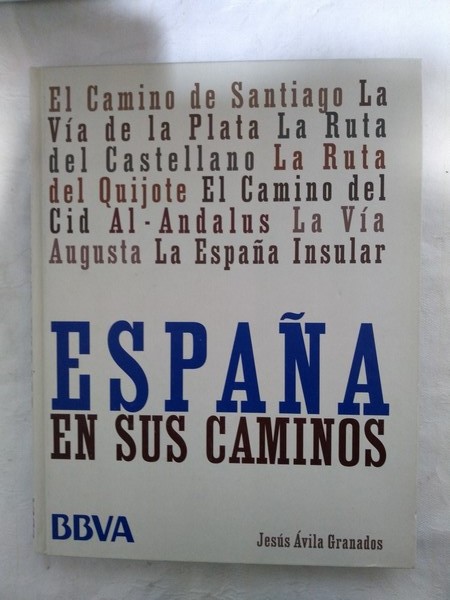 El Camino de Santiago La
Vía de la Plata La Ruta
del Castellano La Ruta
del Quijote El Camino del
Cid Al-Andalus La Vía
Augusta La España Insular
ESPAÑA
EN SUS CAMINOS
BBVA
Jesús Ávila Granados